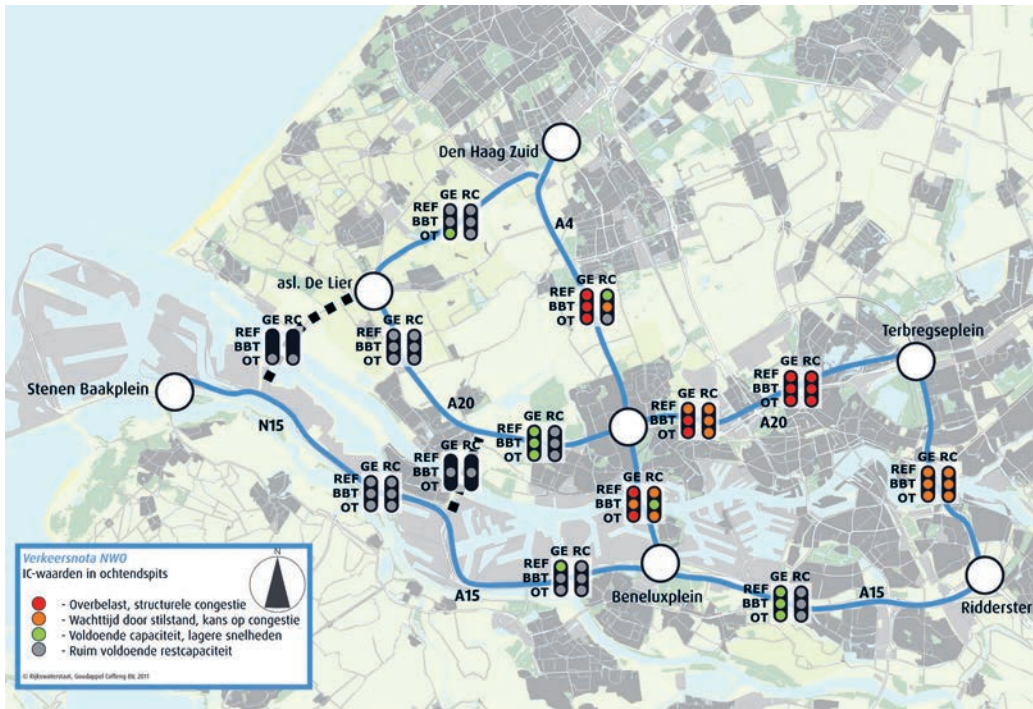 Den Haag Zuid
GE RC
REF
BBT
OT
A4
asl. De Lier
GE RC
REF
BBT
OT
GE RC
REF
BBT
OT
GE RC
REF
BBT
OT
Terbregseplein
Stenen Baakplein
N15
A20
GE RC
REF
BBT
OT
A20
GE RC
REF
BBT
OT
GE RC
REF
BBT
OT
GE RC
REF
BBT
OT
GE RC
REF
BBT
OT
GE RC
REF
BBT
OT
GE RC
REF
BBT
OT
GE RC
REF
BBT
OT
A15
Beneluxplein
GE RC
REF
BBT
OT
A15
Ridderster
Verkeersnota NWO
IC-waarden in ochtendspits
N
- Overbelast, structurele congestie
- Wachttijd door stilstand, kans op congestie
- Voldoende capaciteit, lagere snelheden
- Ruim voldoende restcapaciteit
© Rijkswaterstaat, Goudappel Coffeng BV, 2011